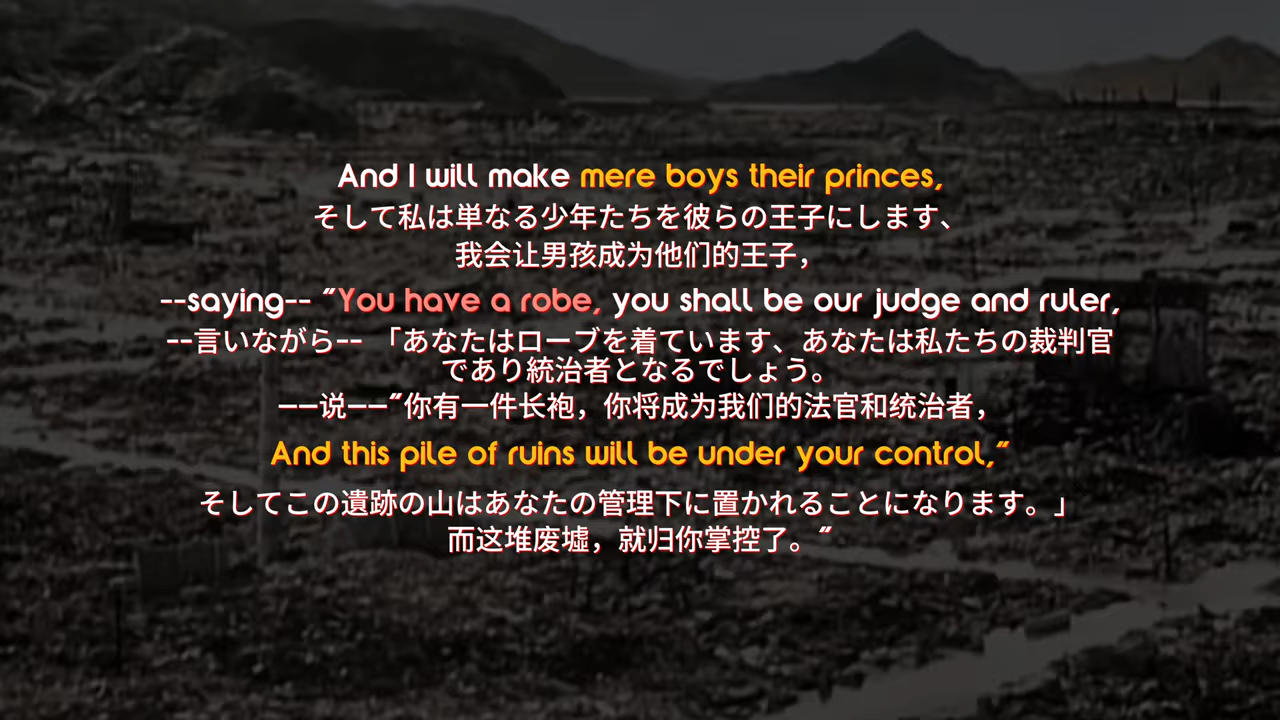 And I will make mere boys their princes,
そして私は単なる少年たちを彼らの王子にします、
我会让男孩成为他们的王子，
--saying-- "You have a robe, you shall be our judge and ruler,
--言いながら-- 「あなたはローブを着ています、あなたは私たちの裁判官
であり統治者となるでしょう。
——说——"你有一件长袍，你将成为我们的法官和统治者，
And this pile of ruins will be under your control,"
そしてこの遺跡の山はあなたの管理下に置かれることになります。」
而这堆废墟，就归你掌控了。"